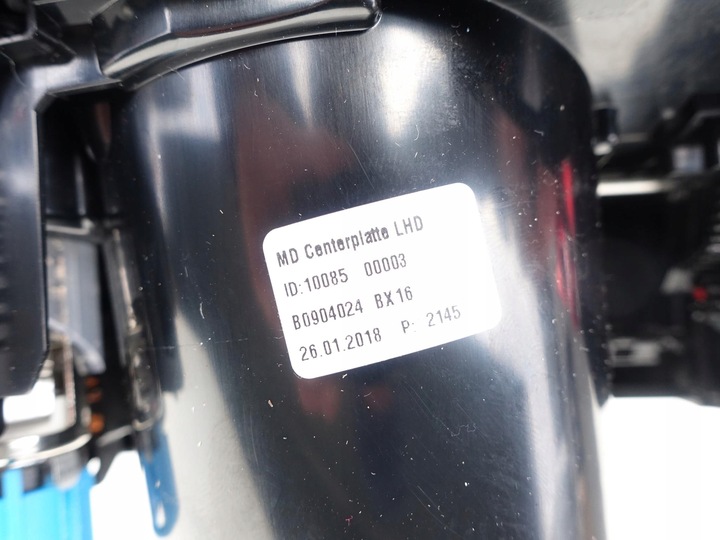 MD Centerplatte LHD
ID:10085 00003
B0904024 BX16
26.01.2018 P: 2145